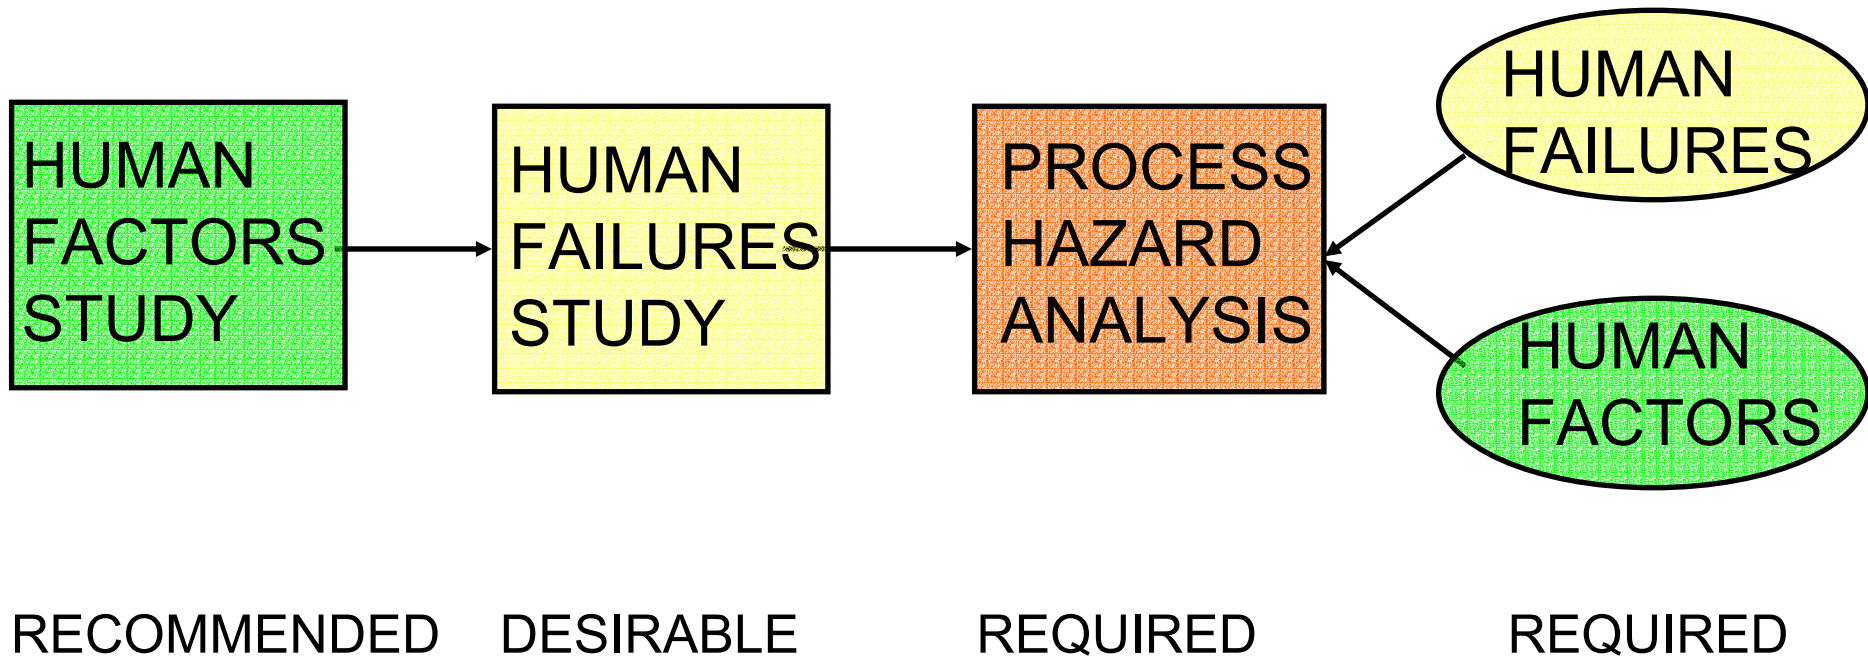 HUMAN
FACTORS
STUDY
HUMAN
FAILURES
STUDY
PROCESS
HAZARD
ANALYSIS
HUMAN
FAILURES
HUMAN
FACTORS
RECOMMENDED
DESIRABLE
REQUIRED
REQUIRED